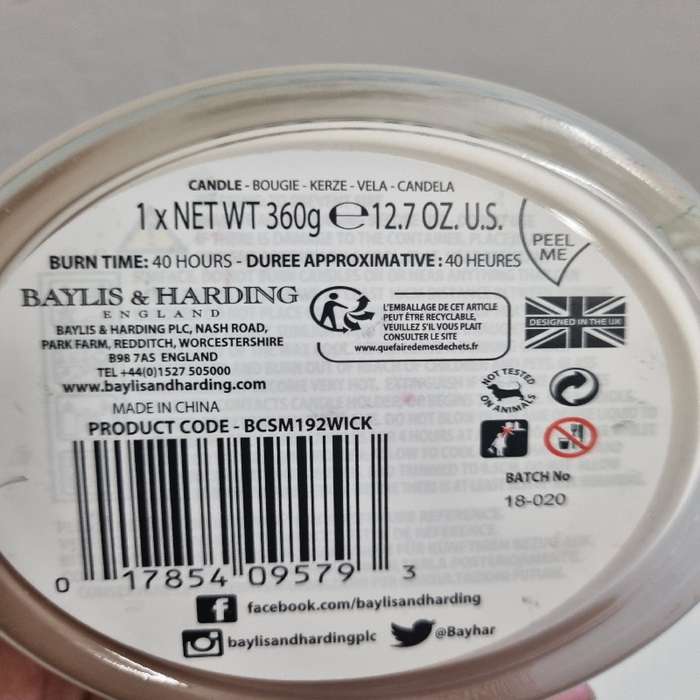 CANDLE - BOUGIE - KERZE - VELA - CANDELA
1 x NET WT 360g ℮ 12.7 OZ. U.S.
PEEL
ME
BURN TIME: 40 HOURS - DUREE APPROXIMATIVE : 40 HEURES
BAYLIS & HARDING
ENGLAND
BAYLIS & HARDING PLC, NASH ROAD,
PARK FARM, REDDITCH, WORCESTERSHIRE
B98 7AS ENGLAND
TEL +44(0)1527 505000
www.baylisandharding.com
L'EMBALLAGE DE CET ARTICLE
PEUT ÊTRE RECYCLABLE,
VEUILLEZ S'IL VOUS PLAIT
CONSULTER LE SITE
www.quefairedemesdechets.fr
DESIGNED IN THE UK
NOT TESTED
ON ANIMALS
MADE IN CHINA
PRODUCT CODE - BCSM192WICK
BATCH No
18-020
0 17854 09579 3
facebook.com/baylisandharding
baylisandhardingplc
@Bayhar